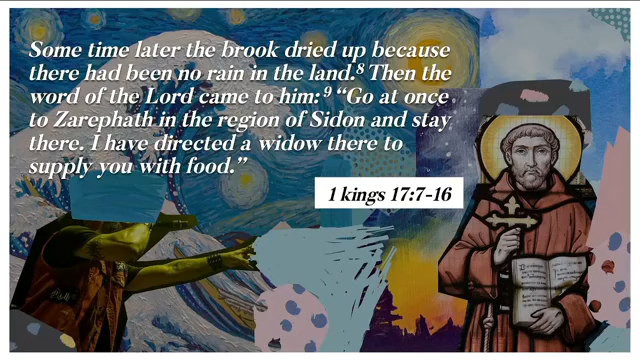 Some time later the brook dried up because
there had been no rain in the land.⁸ Then the
word of the Lord came to him: ⁹ “Go at once
to Zarephath in the region of Sidon and stay
there. I have directed a widow there to
supply you with food.”
1 kings 17:7-16